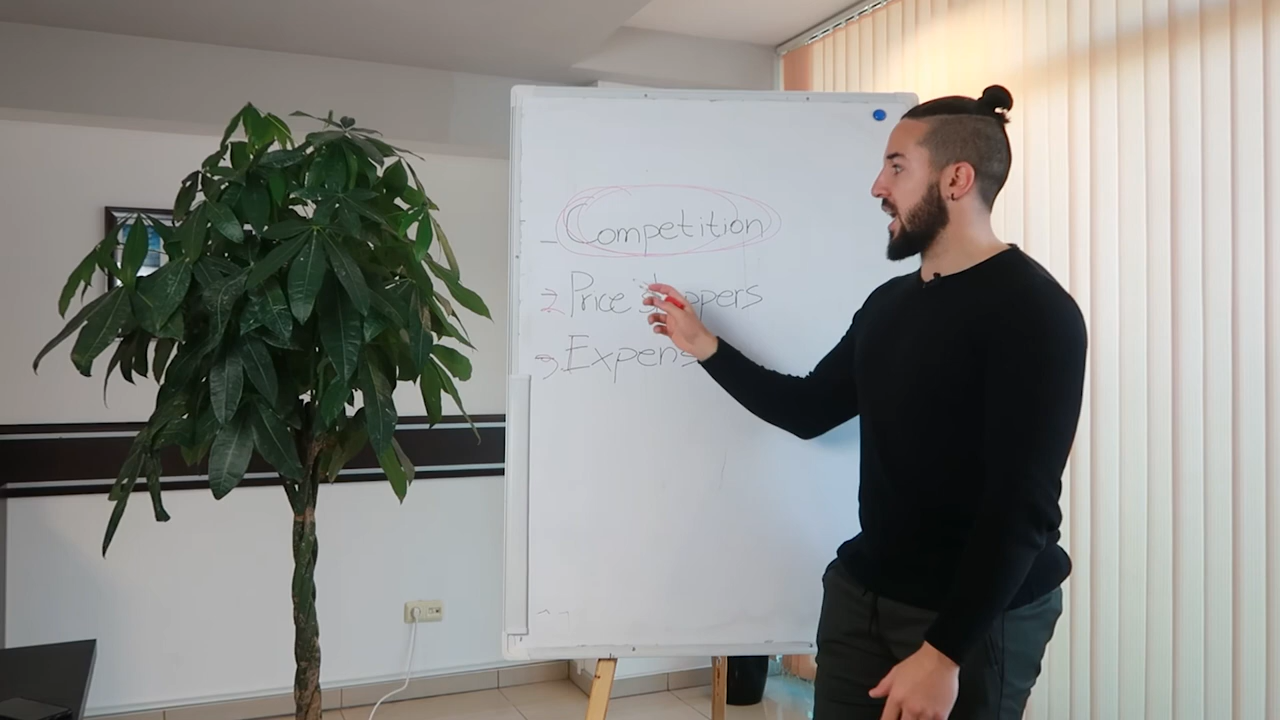 1 Competition
2. Price shoppers
3. Expens